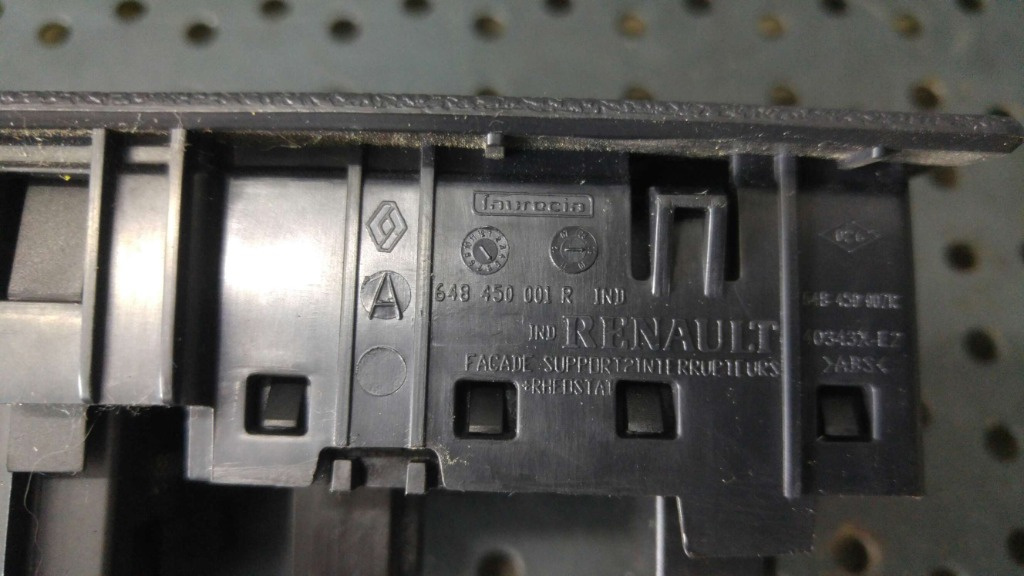 faurecia
A
648 450 001 R IND
IND RENAULT
FACADE SUPPORT 2 INTERRUPTEURS
+RHEOSTAT
>ABS<